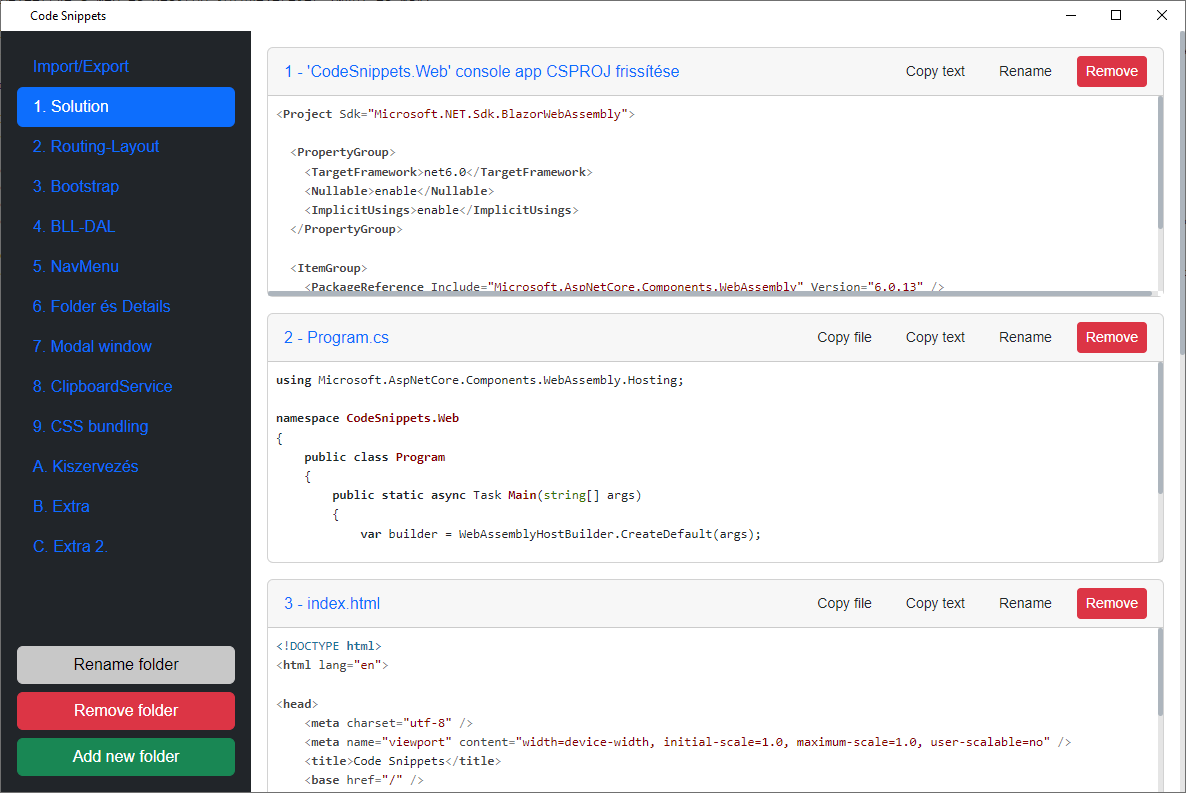 Code Snippets
Import/Export
1. Solution
2. Routing-Layout
3. Bootstrap
4. BLL-DAL
5. NavMenu
6. Folder és Details
7. Modal window
8. ClipboardService
9. CSS bundling
A. Kiszervezés
B. Extra
C. Extra 2.
Rename folder
Remove folder
Add new folder
1 - 'CodeSnippets.Web' console app CSPROJ frissítése Copy text Rename Remove
<Project Sdk="Microsoft.NET.Sdk.BlazorWebAssembly">
<PropertyGroup>
<TargetFramework>net6.0</TargetFramework>
<Nullable>enable</Nullable>
<ImplicitUsings>enable</ImplicitUsings>
</PropertyGroup>
<ItemGroup>
<PackageReference Include="Microsoft.AspNetCore.Components.WebAssembly" Version="6.0.13" />
2 - Program.cs Copy file Copy text Rename Remove
using Microsoft.AspNetCore.Components.WebAssembly.Hosting;
namespace CodeSnippets.Web
{
public class Program
{
public static async Task Main(string[] args)
{
var builder = WebAssemblyHostBuilder.CreateDefault(args);
3 - index.html Copy file Copy text Rename Remove
<!DOCTYPE html>
<html lang="en">
<head>
<meta charset="utf-8" />
<meta name="viewport" content="width=device-width, initial-scale=1.0, maximum-scale=1.0, user-scalable=no" />
<title>Code Snippets</title>
<base href="/" />